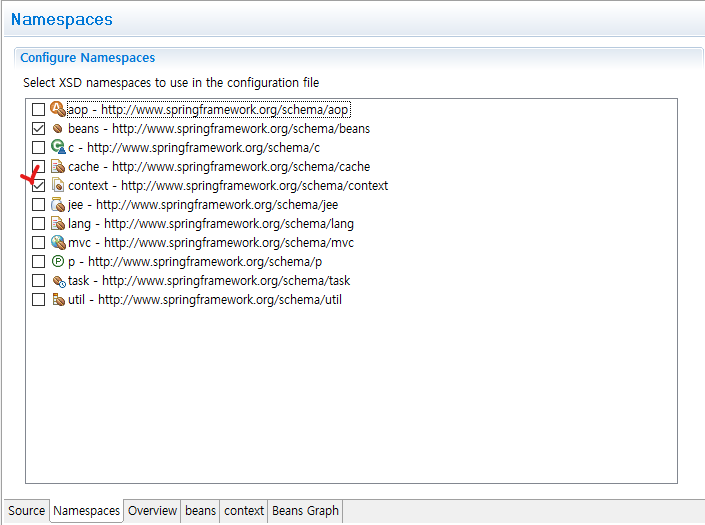 Namespaces
Configure Namespaces
Select XSD namespaces to use in the configuration file
aop - http://www.springframework.org/schema/aop
beans - http://www.springframework.org/schema/beans
c - http://www.springframework.org/schema/c
cache - http://www.springframework.org/schema/cache
context - http://www.springframework.org/schema/context
jee - http://www.springframework.org/schema/jee
lang - http://www.springframework.org/schema/lang
mvc - http://www.springframework.org/schema/mvc
p - http://www.springframework.org/schema/p
task - http://www.springframework.org/schema/task
util - http://www.springframework.org/schema/util
Source Namespaces Overview beans context Beans Graph